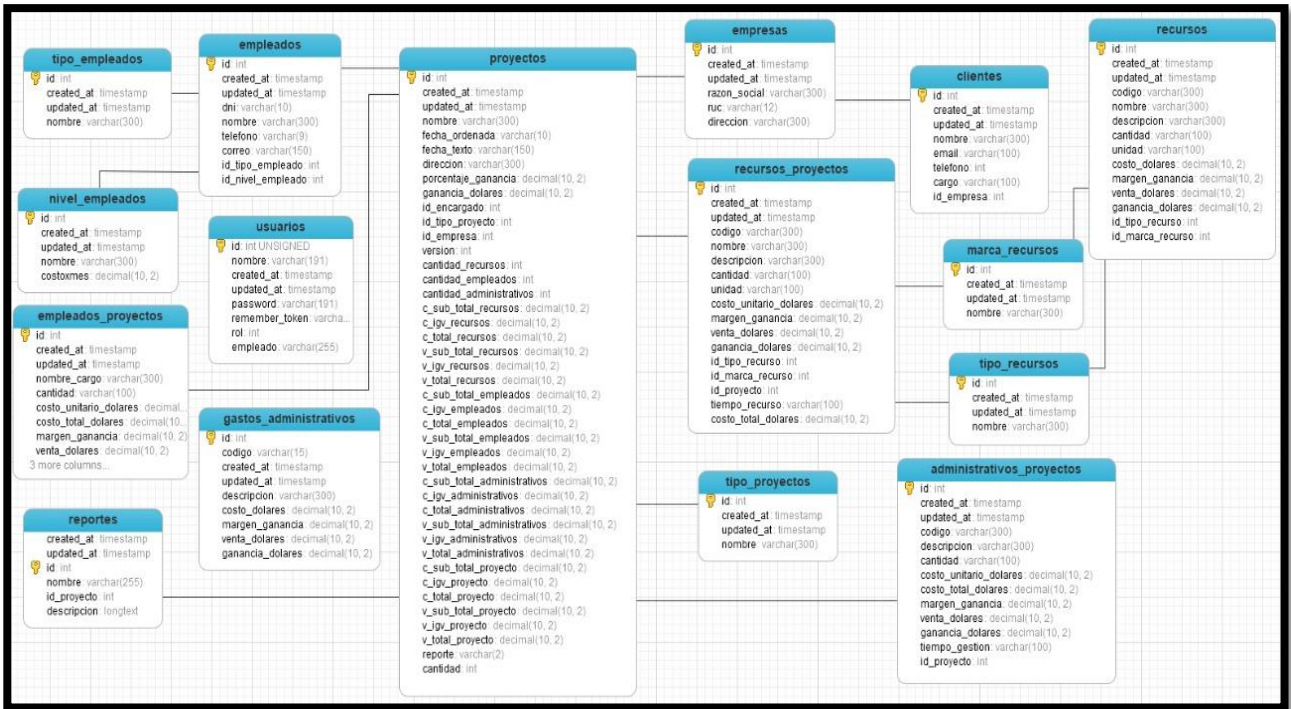 tipo_empleados
id: int
created_at: timestamp
updated_at: timestamp
nombre: varchar(300)
empleados
id: int
created_at: timestamp
updated_at: timestamp
dni: varchar(10)
nombre: varchar(300)
telefono: varchar(9)
correo: varchar(150)
id_tipo_empleado: int
id_nivel_empleado: int
nivel_empleados
id: int
created_at: timestamp
updated_at: timestamp
nombre: varchar(300)
costoxmes: decimal(10, 2)
usuarios
id: int UNSIGNED
nombre: varchar(191)
created_at: timestamp
updated_at: timestamp
password: varchar(191)
remember_token: varcha...
rol: int
empleado: varchar(255)
empleados_proyectos
id: int
created_at: timestamp
updated_at: timestamp
nombre_cargo: varchar(300)
cantidad: varchar(100)
costo_unitario_dolares: decimal...
costo_total_dolares: decimal(10...
margen_ganancia: decimal(10, 2)
venta_dolares: decimal(10, 2)
3 more columns...
gastos_administrativos
id: int
codigo: varchar(15)
created_at: timestamp
updated_at: timestamp
descripcion: varchar(300)
costo_dolares: decimal(10, 2)
margen_ganancia: decimal(10, 2)
venta_dolares: decimal(10, 2)
ganancia_dolares: decimal(10, 2)
reportes
created_at: timestamp
updated_at: timestamp
id: int
nombre: varchar(255)
id_proyecto: int
descripcion: longtext
proyectos
id: int
created_at: timestamp
updated_at: timestamp
nombre: varchar(300)
fecha_ordenada: varchar(10)
fecha_texto: varchar(150)
direccion: varchar(300)
porcentaje_ganancia: decimal(10, 2)
ganancia_dolares: decimal(10, 2)
id_encargado: int
id_tipo_proyecto: int
id_empresa: int
version: int
cantidad_recursos: int
cantidad_empleados: int
cantidad_administrativos: int
c_sub_total_recursos: decimal(10, 2)
c_igv_recursos: decimal(10, 2)
c_total_recursos: decimal(10, 2)
v_sub_total_recursos: decimal(10, 2)
v_igv_recursos: decimal(10, 2)
v_total_recursos: decimal(10, 2)
c_sub_total_empleados: decimal(10, 2)
c_igv_empleados: decimal(10, 2)
c_total_empleados: decimal(10, 2)
v_sub_total_empleados: decimal(10, 2)
v_igv_empleados: decimal(10, 2)
v_total_empleados: decimal(10, 2)
c_sub_total_administrativos: decimal(10, 2)
c_igv_administrativos: decimal(10, 2)
c_total_administrativos: decimal(10, 2)
v_sub_total_administrativos: decimal(10, 2)
v_igv_administrativos: decimal(10, 2)
v_total_administrativos: decimal(10, 2)
c_sub_total_proyecto: decimal(10, 2)
c_igv_proyecto: decimal(10, 2)
c_total_proyecto: decimal(10, 2)
v_sub_total_proyecto: decimal(10, 2)
v_igv_proyecto: decimal(10, 2)
v_total_proyecto: decimal(10, 2)
reporte: varchar(2)
cantidad: int
empresas
id: int
created_at: timestamp
updated_at: timestamp
razon_social: varchar(300)
ruc: varchar(12)
direccion: varchar(300)
clientes
id: int
created_at: timestamp
updated_at: timestamp
nombre: varchar(300)
email: varchar(100)
telefono: int
cargo: varchar(100)
id_empresa: int
recursos
id: int
created_at: timestamp
updated_at: timestamp
codigo: varchar(300)
nombre: varchar(300)
descripcion: varchar(300)
cantidad: varchar(100)
unidad: varchar(100)
costo_dolares: decimal(10, 2)
margen_ganancia: decimal(10, 2)
venta_dolares: decimal(10, 2)
ganancia_dolares: decimal(10, 2)
id_tipo_recurso: int
id_marca_recurso: int
recursos_proyectos
id: int
created_at: timestamp
updated_at: timestamp
codigo: varchar(300)
nombre: varchar(300)
descripcion: varchar(300)
cantidad: varchar(100)
unidad: varchar(100)
costo_unitario_dolares: decimal(10, 2)
margen_ganancia: decimal(10, 2)
venta_dolares: decimal(10, 2)
ganancia_dolares: decimal(10, 2)
id_tipo_recurso: int
id_marca_recurso: int
id_proyecto: int
tiempo_recurso: varchar(100)
costo_total_dolares: decimal(10, 2)
marca_recursos
id: int
created_at: timestamp
updated_at: timestamp
nombre: varchar(300)
tipo_recursos
id: int
created_at: timestamp
updated_at: timestamp
nombre: varchar(300)
tipo_proyectos
id: int
created_at: timestamp
updated_at: timestamp
nombre: varchar(300)
administrativos_proyectos
id: int
created_at: timestamp
updated_at: timestamp
codigo: varchar(300)
descripcion: varchar(300)
cantidad: varchar(100)
costo_unitario_dolares: decimal(10, 2)
costo_total_dolares: decimal(10, 2)
margen_ganancia: decimal(10, 2)
venta_dolares: decimal(10, 2)
ganancia_dolares: decimal(10, 2)
tiempo_gestion: varchar(100)
id_proyecto: int